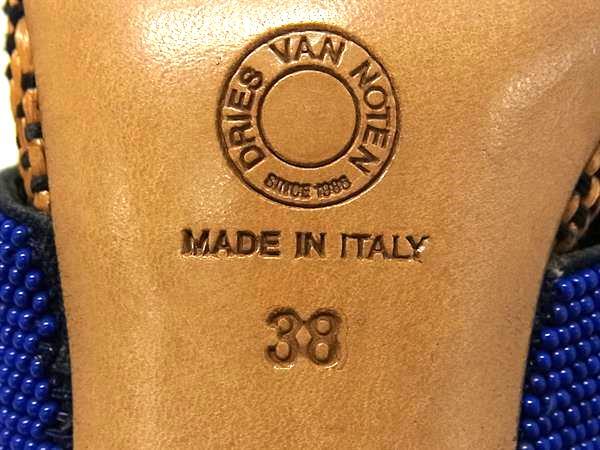 DRIES VAN NOTEN
SINCE 1986
MADE IN ITALY
38